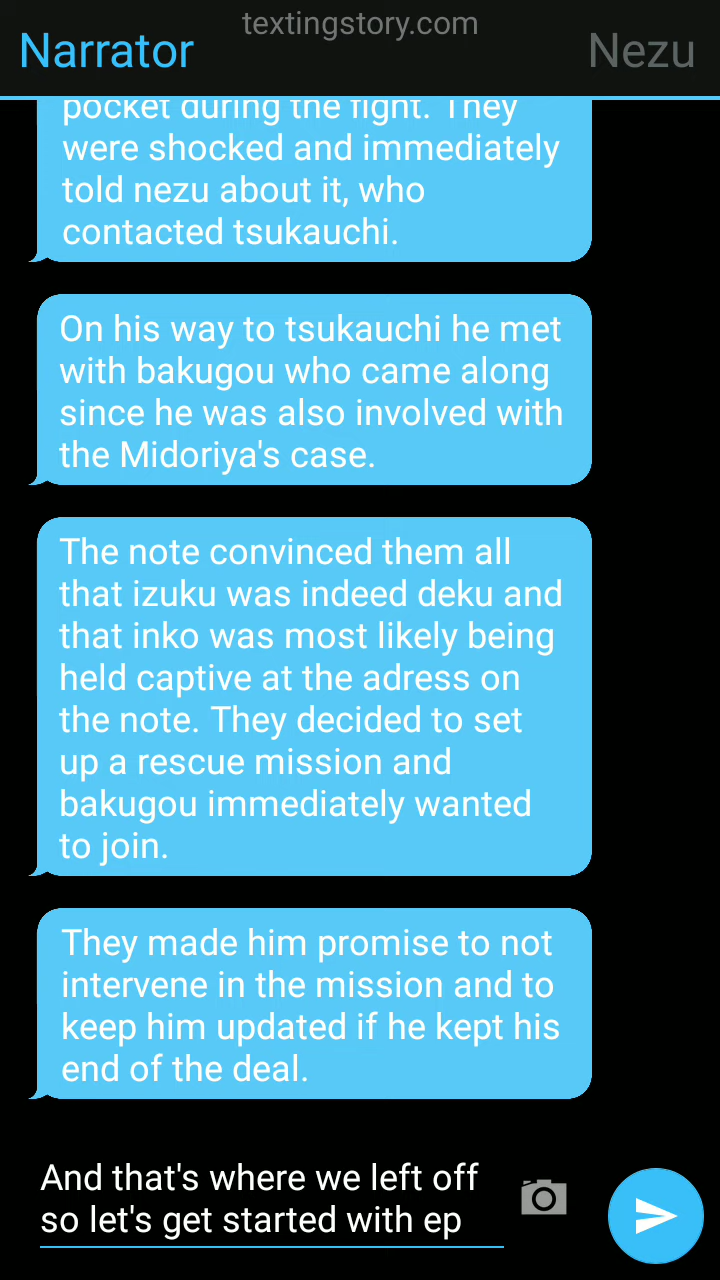 textingstory.com
Narrator
Nezu
pocket during the fight. They
were shocked and immediately
told nezu about it, who
contacted tsukauchi.
On his way to tsukauchi he met
with bakugou who came along
since he was also involved with
the Midoriya's case.
The note convinced them all
that izuku was indeed deku and
that inko was most likely being
held captive at the adress on
the note. They decided to set
up a rescue mission and
bakugou immediately wanted
to join.
They made him promise to not
intervene in the mission and to
keep him updated if he kept his
end of the deal.
And that's where we left off
so let's get started with ep